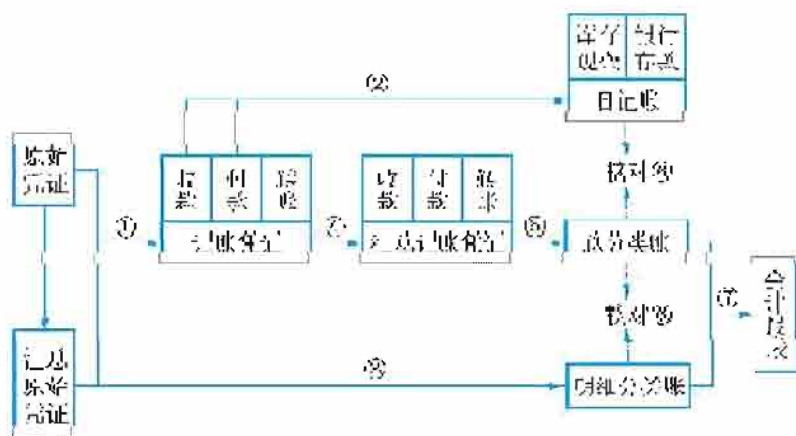 库存
现金
银行
存款
②
日记账
原始
凭证
收
款
付
款
转
账
收
款
付
款
转
账
核对⑥
①
记账凭证
汇总记账凭证
⑤
总分类账
⑦
会计报表
核对⑥
汇总
原始
凭证
明细分类账